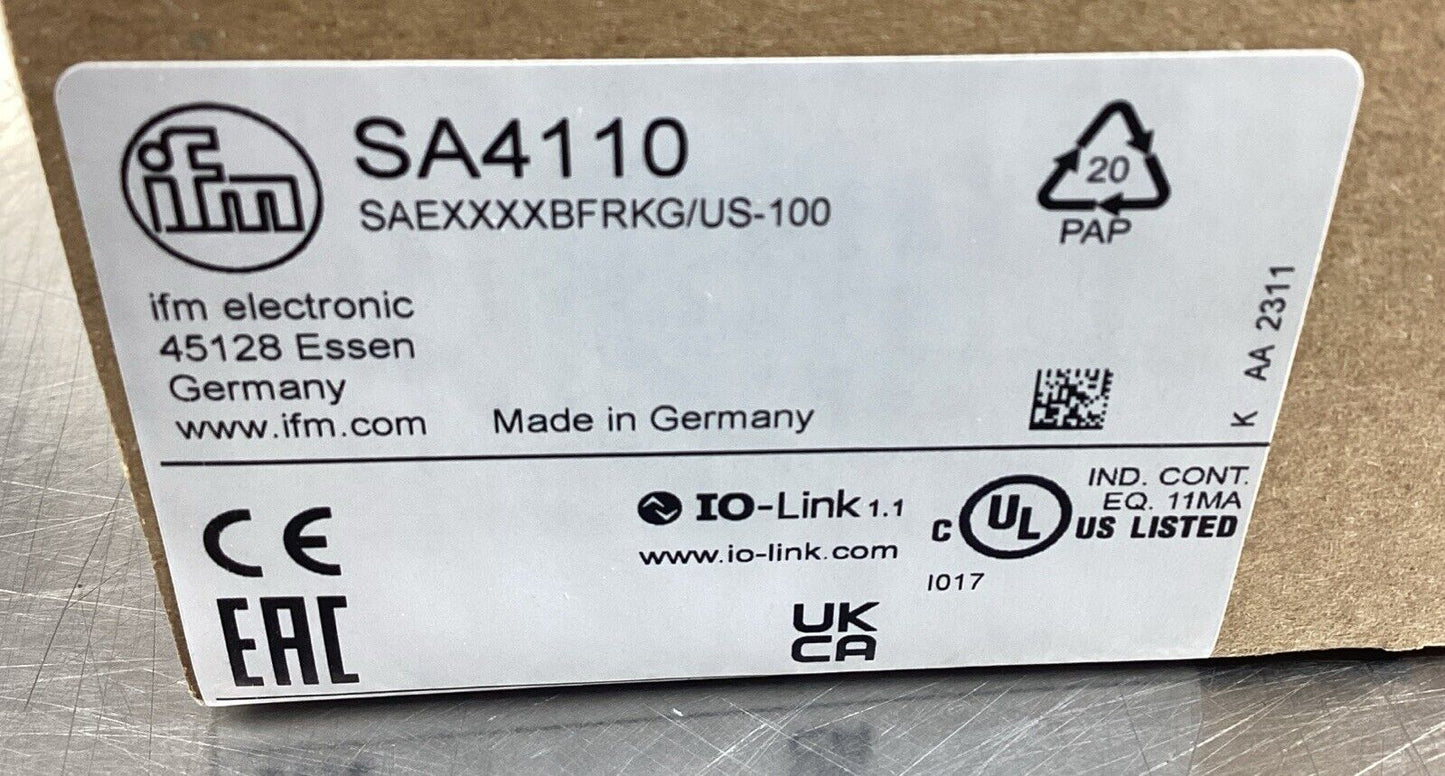 ifm
SA4110
SAEXXXXBFRKG/US-100
20
PAP
ifm electronic
45128 Essen
Germany
www.ifm.com
Made in Germany
K AA 2311
CE
EAC
IO-Link 1.1
www.io-link.com
UK
CA
C UL US LISTED
IND. CONT.
EQ. 11MA
I017